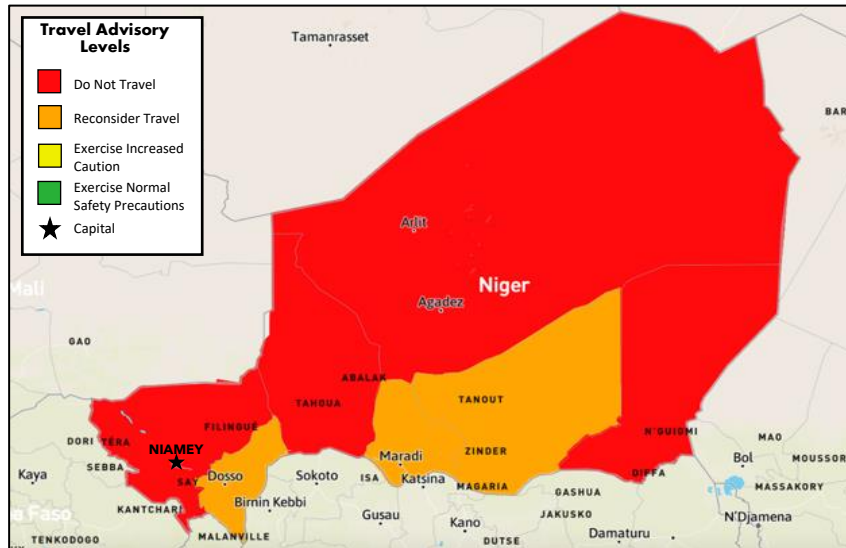 Travel Advisory
Levels
Do Not Travel
Reconsider Travel
Exercise Increased
Caution
Exercise Normal
Safety Precautions
Capital
Tamanrasset
BAR
Arlit
Niger
Mali
Agadez
GAO
ABALAK
TAHOUA
TANOUT
FILINGUÉ
N'GUIGMI
DORI
TÉRA
NIAMEY
MAO
ZINDER
Maradi
Bol
MOUSSOR
SEBBA
Kaya
SAY
Dosso
Sokoto
ISA
Katsina
MAGARIA
DIFFA
MASSAKORY
GASHUA
KANTCHARI
Birnin Kebbi
a Faso
Gusau
Kano
JAKUSKO
N'Djamena
TENKODOGO
MALANVILLE
DUTSE
Damaturu